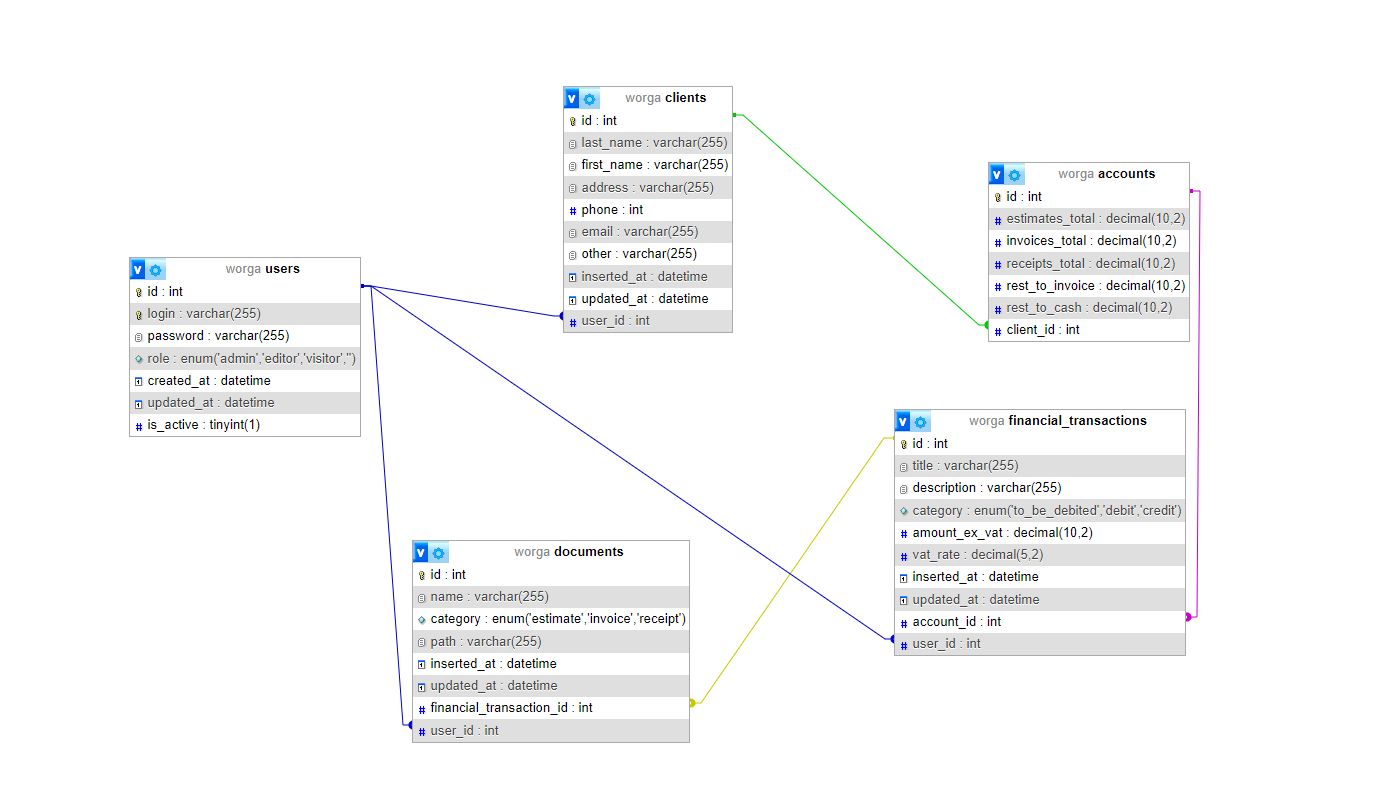 v worga clients
id : int
last_name : varchar(255)
first_name : varchar(255)
address : varchar(255)
# phone : int
email : varchar(255)
other : varchar(255)
inserted_at : datetime
updated_at : datetime
# user_id : int
v worga accounts
id : int
# estimates_total : decimal(10,2)
# invoices_total : decimal(10,2)
# receipts_total : decimal(10,2)
# rest_to_invoice : decimal(10,2)
# rest_to_cash : decimal(10,2)
# client_id : int
v worga users
id : int
login : varchar(255)
password : varchar(255)
role : enum('admin','editor','visitor','')
created_at : datetime
updated_at : datetime
# is_active : tinyint(1)
v worga financial_transactions
id : int
title : varchar(255)
description : varchar(255)
category : enum('to_be_debited','debit','credit')
# amount_ex_vat : decimal(10,2)
# vat_rate : decimal(5,2)
inserted_at : datetime
updated_at : datetime
# account_id : int
# user_id : int
v worga documents
id : int
name : varchar(255)
category : enum('estimate','invoice','receipt')
path : varchar(255)
inserted_at : datetime
updated_at : datetime
# financial_transaction_id : int
# user_id : int